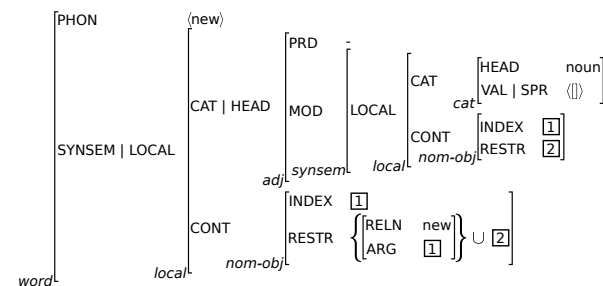 PHON ⟨new⟩
PRD -
HEAD noun
CAT
VAL | SPR ⟨[]⟩
cat
CAT | HEAD MOD LOCAL
CONT INDEX 1
SYNSEM | LOCAL nom-obj RESTR 2
local
synsem
adj
INDEX 1
CONT RELN new
RESTR { } ∪ 2
ARG 1
nom-obj
local
word